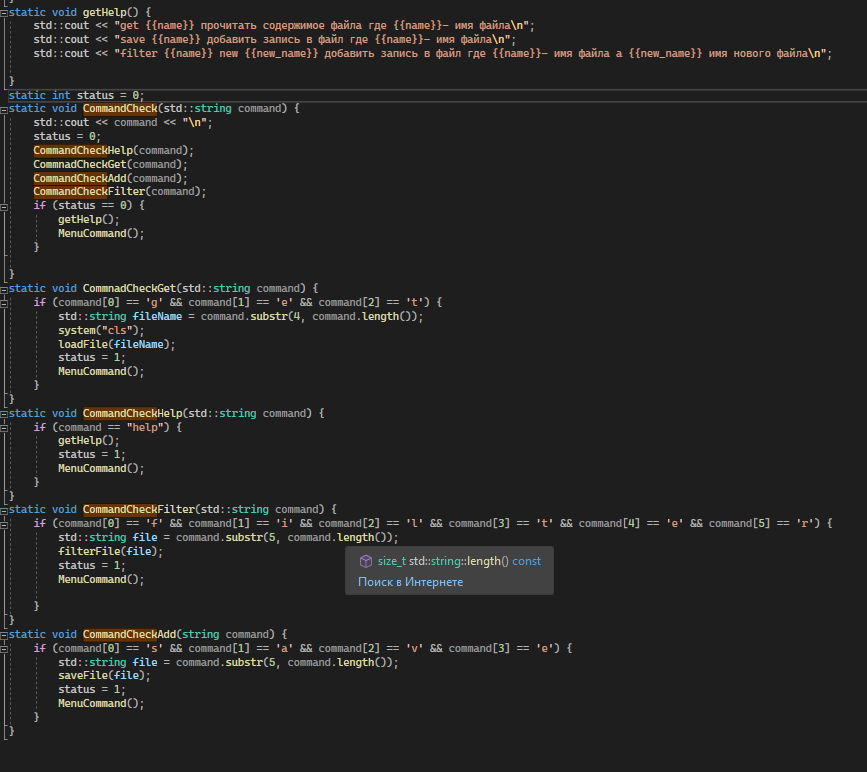 static void getHelp() {
    std::cout << "get {{name}} прочитать содержимое файла где {{name}}— имя файла\n";
    std::cout << "save {{name}} добавить запись в файл где {{name}}— имя файла\n";
    std::cout << "filter {{name}} new {{new_name}} добавить запись в файл где {{name}}— имя файла а {{new_name}} имя нового файла\n";
}
static int status = 0;
static void CommandCheck(std::string command) {
    std::cout << command << "\n";
    status = 0;
    CommandCheckHelp(command);
    CommnadCheckGet(command);
    CommandCheckAdd(command);
    CommandCheckFilter(command);
    if (status == 0) {
        getHelp();
        MenuCommand();
    }
}
static void CommnadCheckGet(std::string command) {
    if (command[0] == 'g' && command[1] == 'e' && command[2] == 't') {
        std::string fileName = command.substr(4, command.length());
        system("cls");
        loadFile(fileName);
        status = 1;
        MenuCommand();
    }
}
static void CommandCheckHelp(std::string command) {
    if (command == "help") {
        getHelp();
        status = 1;
        MenuCommand();
    }
}
static void CommandCheckFilter(std::string command) {
    if (command[0] == 'f' && command[1] == 'i' && command[2] == 'l' && command[3] == 't' && command[4] == 'e' && command[5] == 'r') {
        std::string file = command.substr(5, command.length());
        filterFile(file);
        size_t std::string::length() const
        status = 1;
        MenuCommand();
        Поиск в Интернете
    }
}
static void CommandCheckAdd(string command) {
    if (command[0] == 's' && command[1] == 'a' && command[2] == 'v' && command[3] == 'e') {
        std::string file = command.substr(5, command.length());
        saveFile(file);
        status = 1;
        MenuCommand();
    }
}